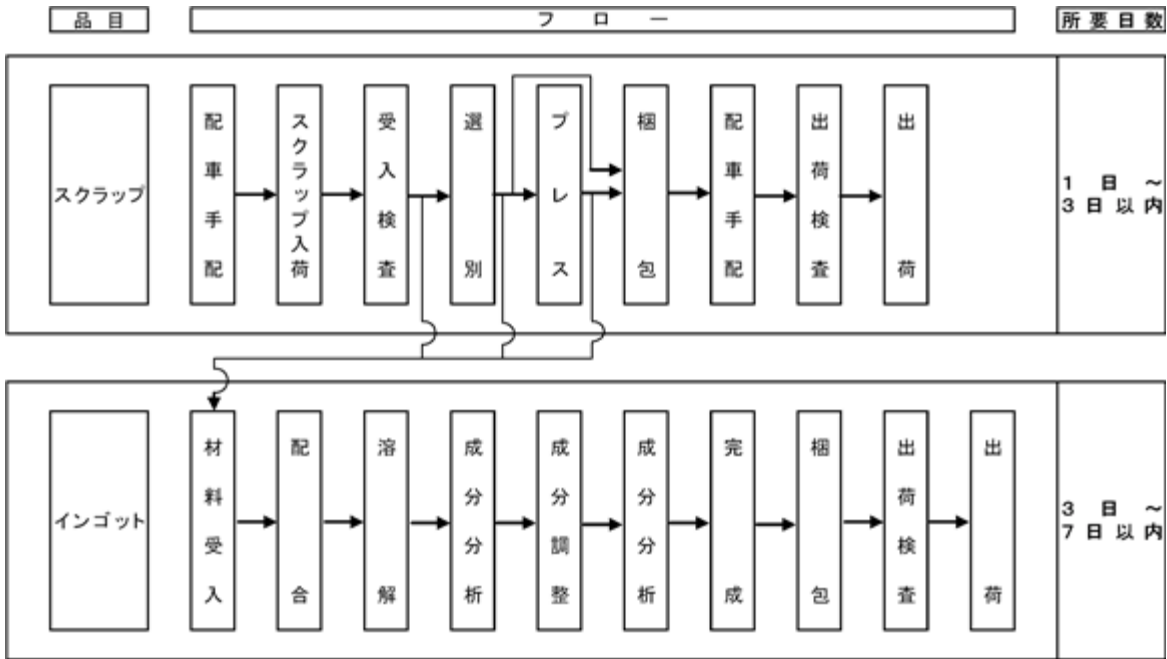 品目
フロー
所要日数
スクラップ
配車手配
スクラップ入荷
受入検査
選別
プレス
梱包
配車手配
出荷検査
出荷
1日～
3日以内
インゴット
材料受入
配合
溶解
成分分析
成分調整
成分分析
完成
梱包
出荷検査
出荷
3日～
7日以内